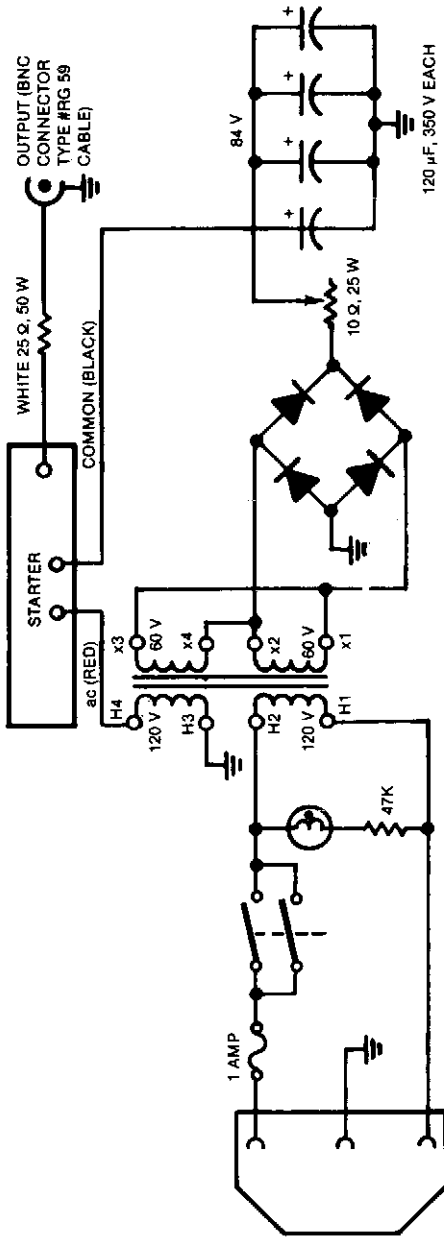 OUTPUT (BNC
CONNECTOR
TYPE #RG 59
CABLE)
WHITE 25 Ω, 50 W
STARTER
COMMON (BLACK)
ac (RED)
84 V
120 μF, 350 V EACH
10 Ω, 25 W
H4
120 V
H3
H2
120 V
H1
x3
60 V
x4
x2
60 V
x1
47K
1 AMP
+
+
+
+